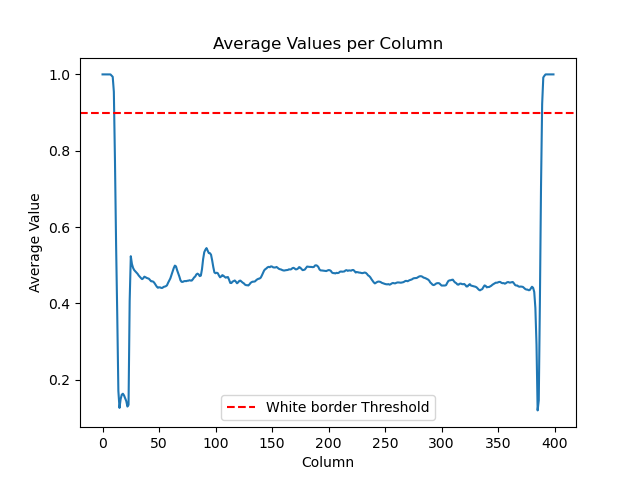 Average Values per Column
1.0
0.8
0.6
0.4
0.2
Average Value
White border Threshold
0 50 100 150 200 250 300 350 400
Column